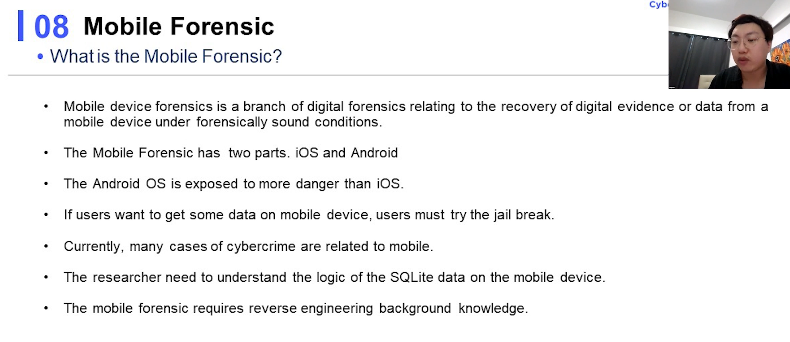 08 Mobile Forensic
• What is the Mobile Forensic?
• Mobile device forensics is a branch of digital forensics relating to the recovery of digital evidence or data from a
mobile device under forensically sound conditions.
• The Mobile Forensic has two parts. iOS and Android
• The Android OS is exposed to more danger than iOS.
• If users want to get some data on mobile device, users must try the jail break.
• Currently, many cases of cybercrime are related to mobile.
• The researcher need to understand the logic of the SQLite data on the mobile device.
• The mobile forensic requires reverse engineering background knowledge.